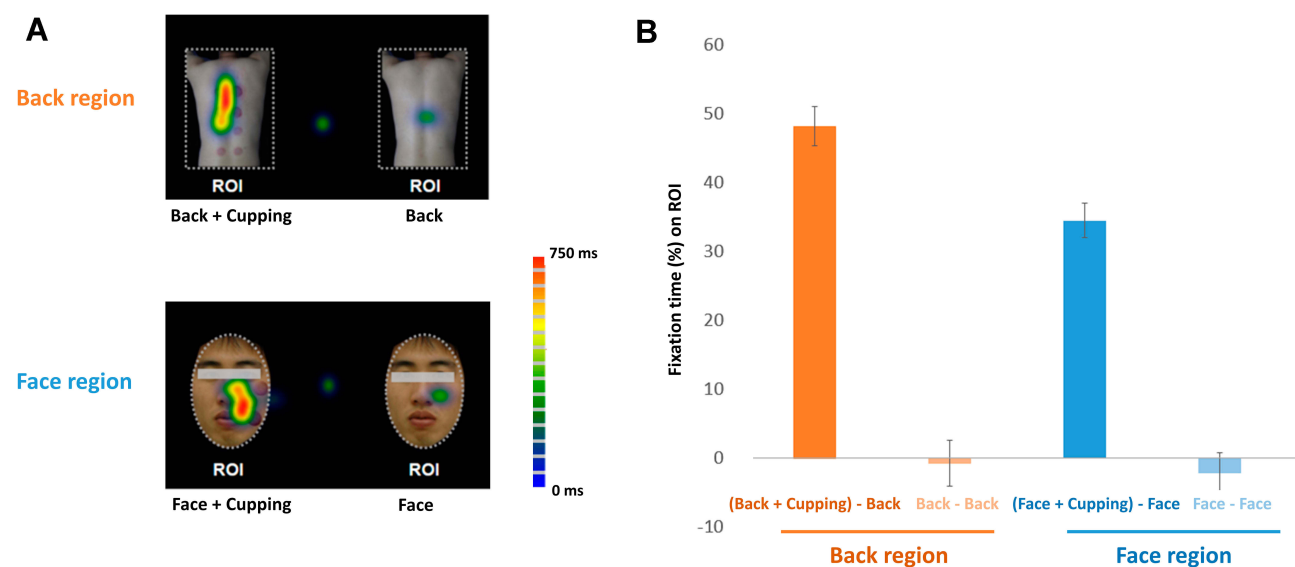 A
Back region
ROI
ROI
Back + Cupping
Back
750 ms
Face region
ROI
ROI
0 ms
Face + Cupping
Face
B
Fixation time (%) on ROI
60
50
40
30
20
10
0
-10
(Back + Cupping) - Back
Back - Back
(Face + Cupping) - Face
Face - Face
Back region
Face region